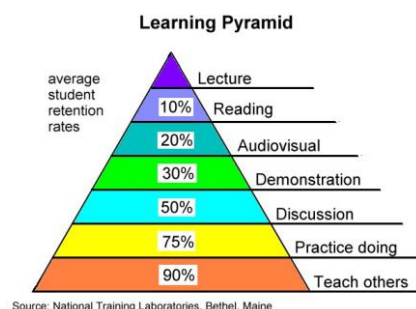 Learning Pyramid
average
student
retention
rates
Lecture
10% Reading
20% Audiovisual
30% Demonstration
50% Discussion
75% Practice doing
90% Teach others
Source: National Training Laboratories, Bethel, Maine